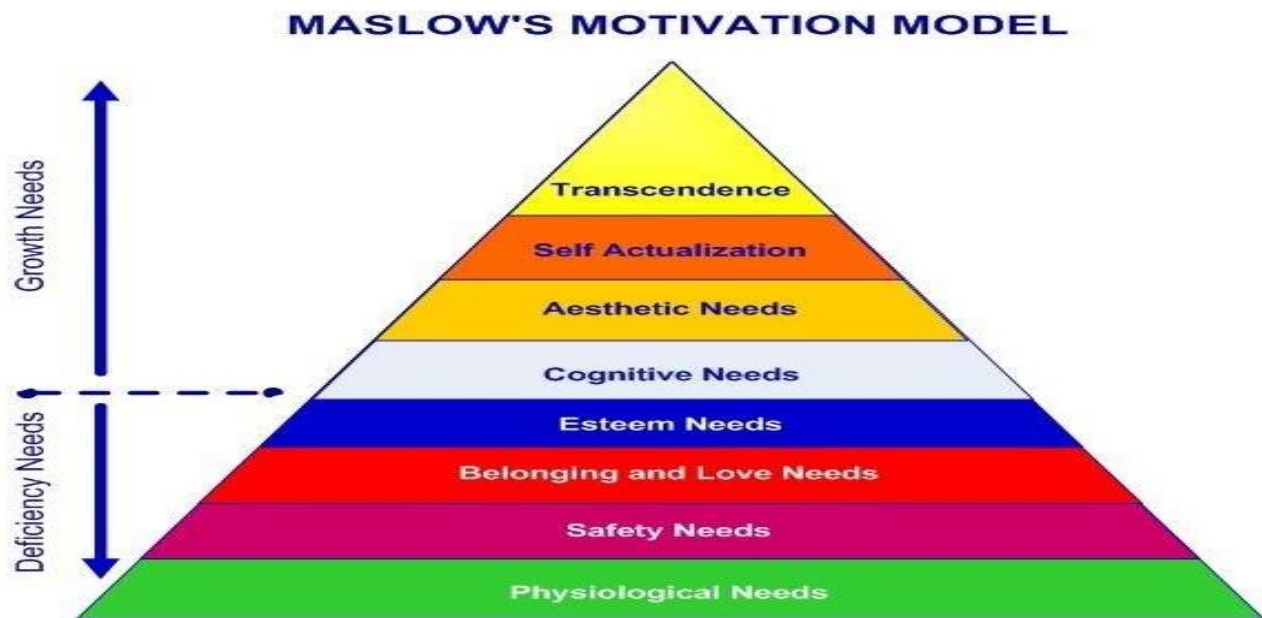 MASLOW'S MOTIVATION MODEL
Growth Needs
Deficiency Needs
Transcendence
Self Actualization
Aesthetic Needs
Cognitive Needs
Esteem Needs
Belonging and Love Needs
Safety Needs
Physiological Needs